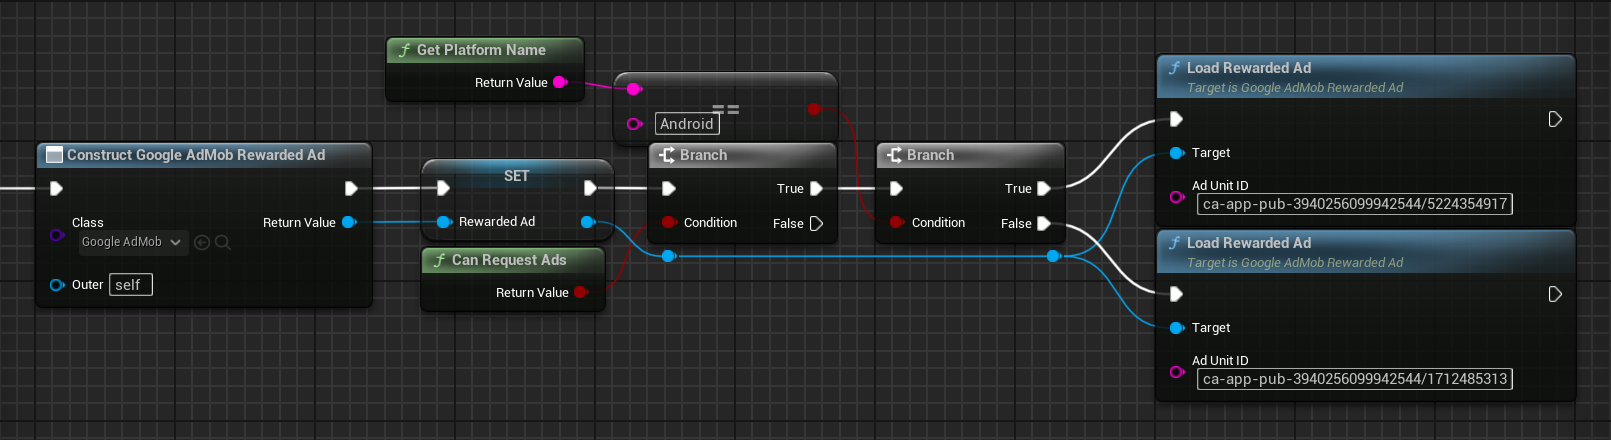 f Get Platform Name
Return Value
==
Android
Construct Google AdMob Rewarded Ad
Class
Google AdMob
Return Value
Outer
self
SET
Rewarded Ad
f Can Request Ads
Return Value
Branch
True
Condition
False
Branch
True
Condition
False
f Load Rewarded Ad
Target is Google AdMob Rewarded Ad
Target
Ad Unit ID
ca-app-pub-3940256099942544/5224354917
f Load Rewarded Ad
Target is Google AdMob Rewarded Ad
Target
Ad Unit ID
ca-app-pub-3940256099942544/1712485313